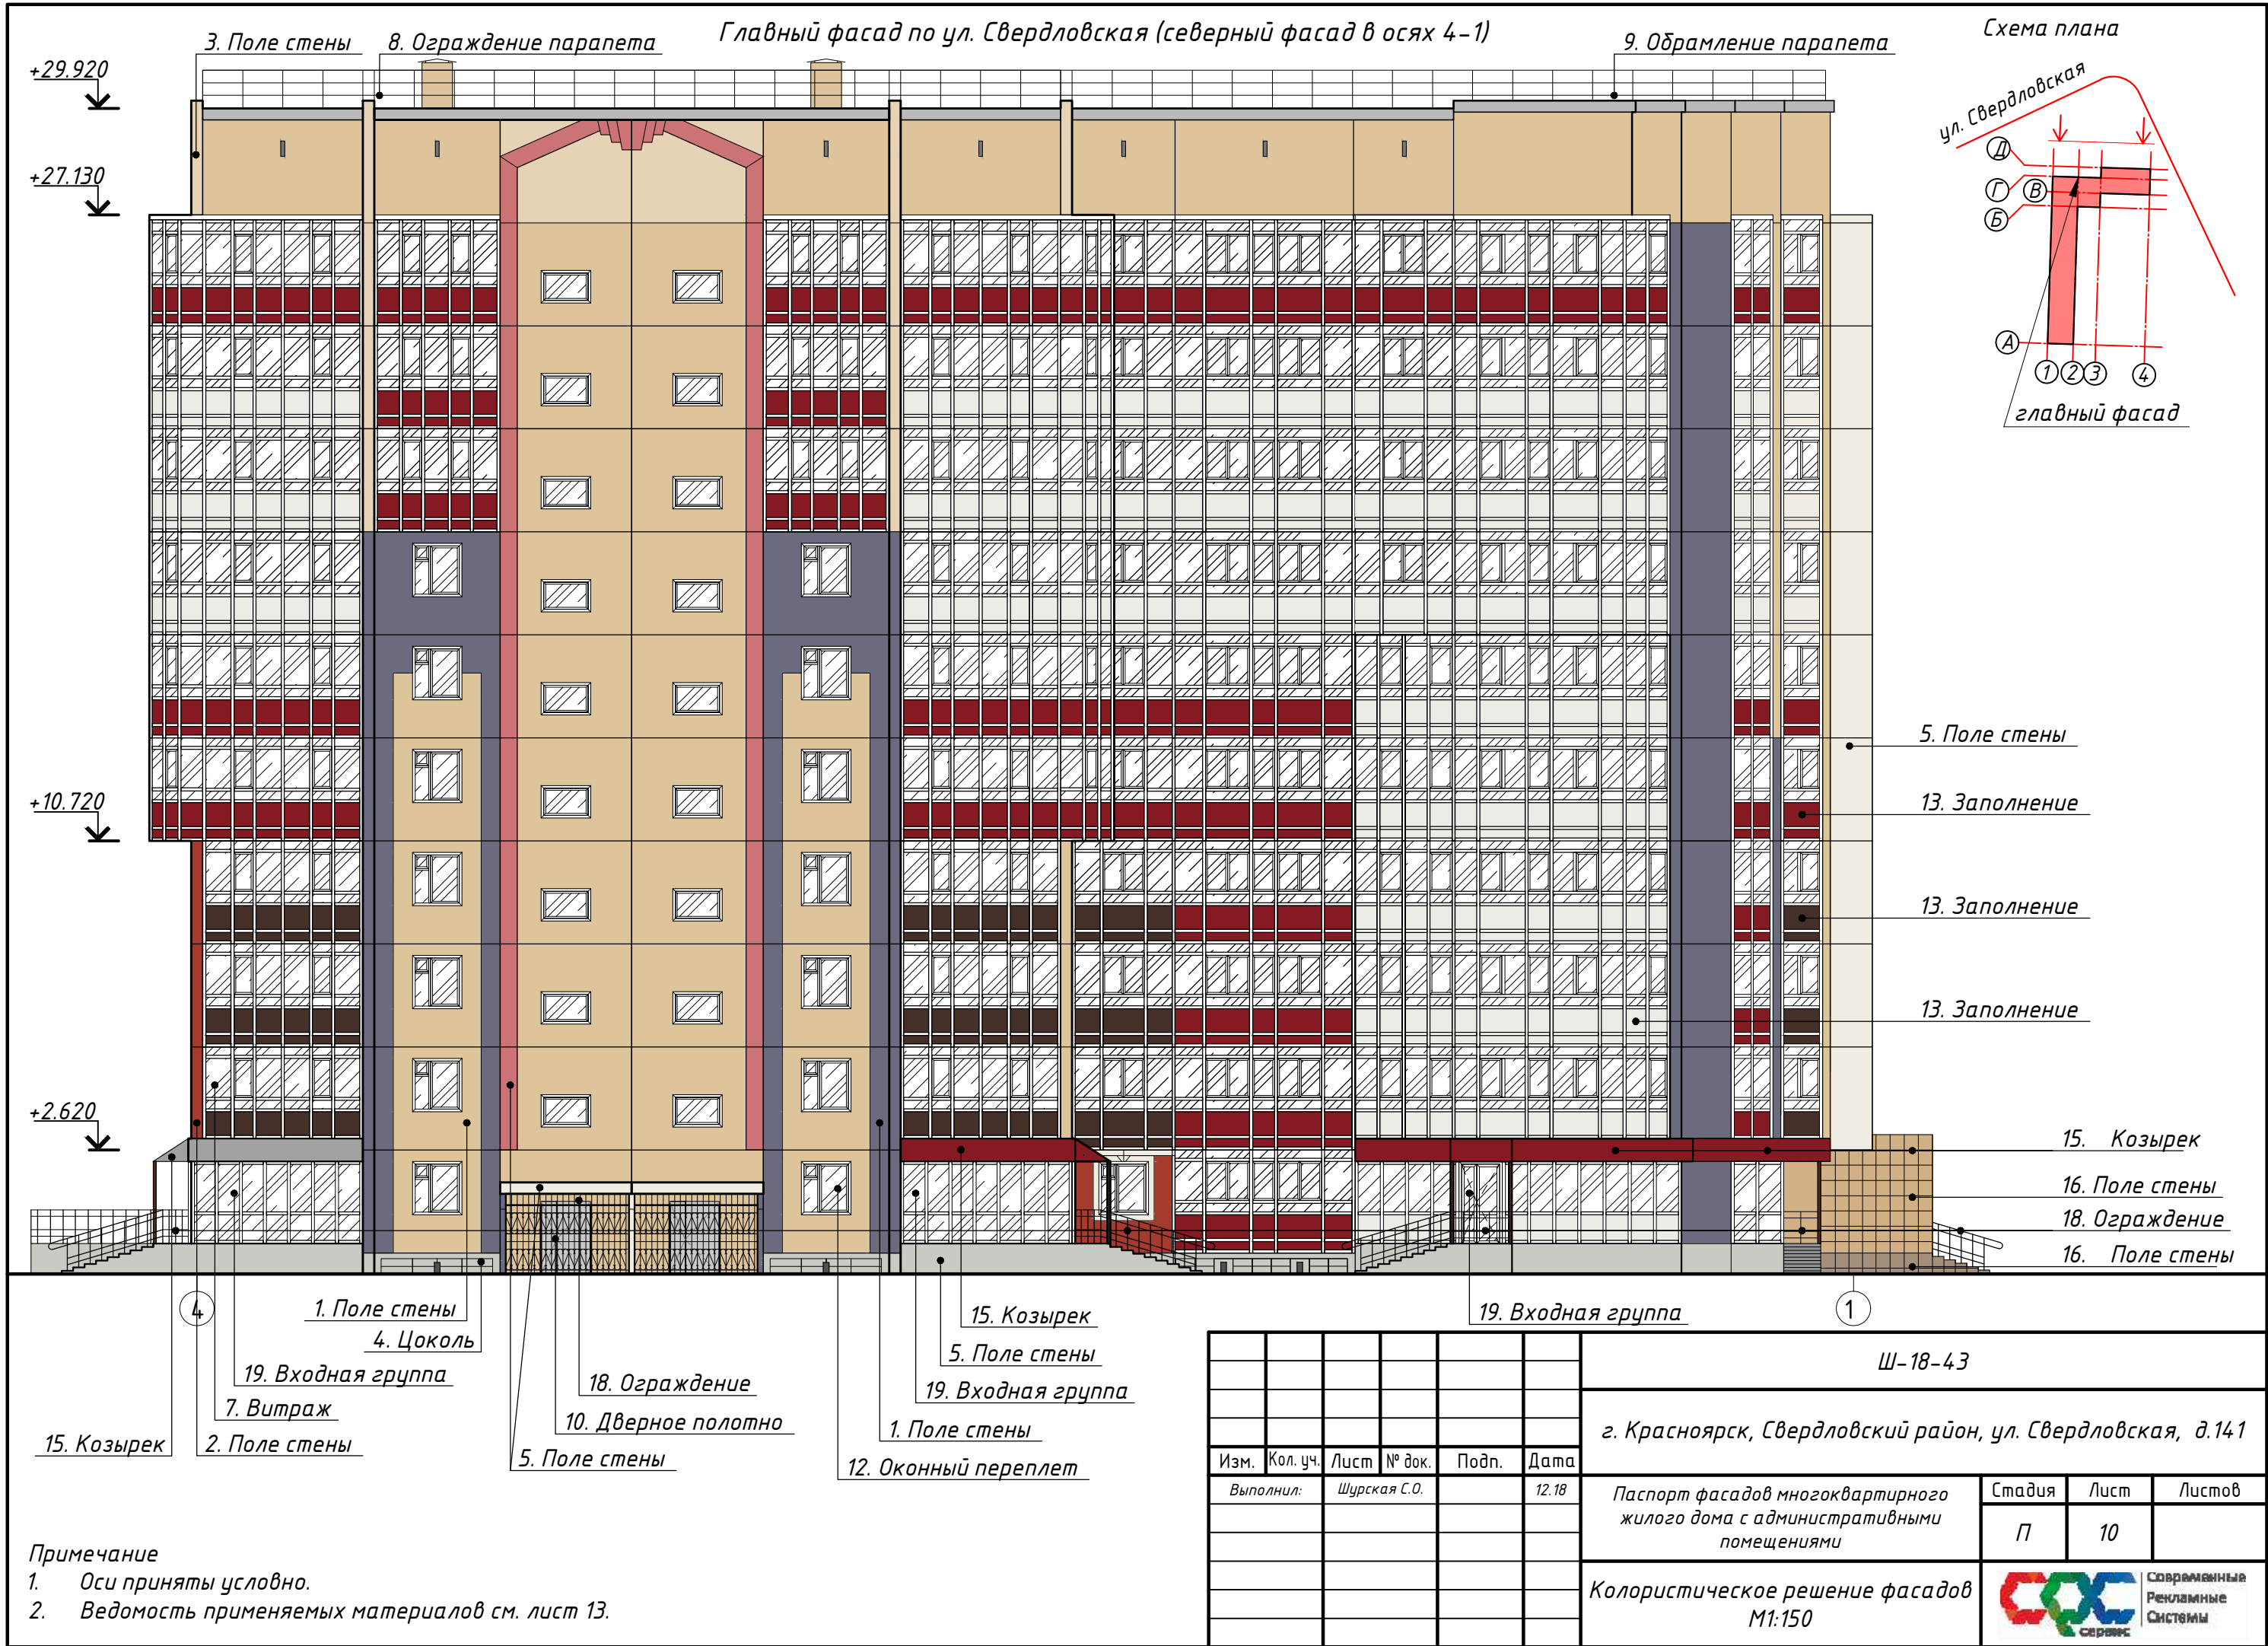 Главный фасад по ул. Свердловская (северный фасад в осях 4-1)
Схема плана
3. Поле стены
8. Ограждение парапета
9. Обрамление парапета
+29.920
+27.130
+10.720
+2.620
ул. Свердловская
Д
Г
В
Б
А
1
2
3
4
главный фасад
5. Поле стены
13. Заполнение
13. Заполнение
13. Заполнение
15. Козырек
16. Поле стены
18. Ограждение
16. Поле стены
4
1
1. Поле стены
4. Цоколь
19. Входная группа
7. Витраж
15. Козырек
2. Поле стены
18. Ограждение
10. Дверное полотно
5. Поле стены
15. Козырек
5. Поле стены
19. Входная группа
1. Поле стены
12. Оконный переплет
19. Входная группа
Примечание
1. Оси приняты условно.
2. Ведомость применяемых материалов см. лист 13.
Ш-18-43
г. Красноярск, Свердловский район, ул. Свердловская, д.141
Изм. Кол. уч. Лист № док. Подп. Дата
Выполнил: Шурская С.О. 12.18
Паспорт фасадов многоквартирного
жилого дома с административными
помещениями
Стадия Лист Листов
П 10
Колористическое решение фасадов
М1:150
сервис
Современные
Рекламные
Системы